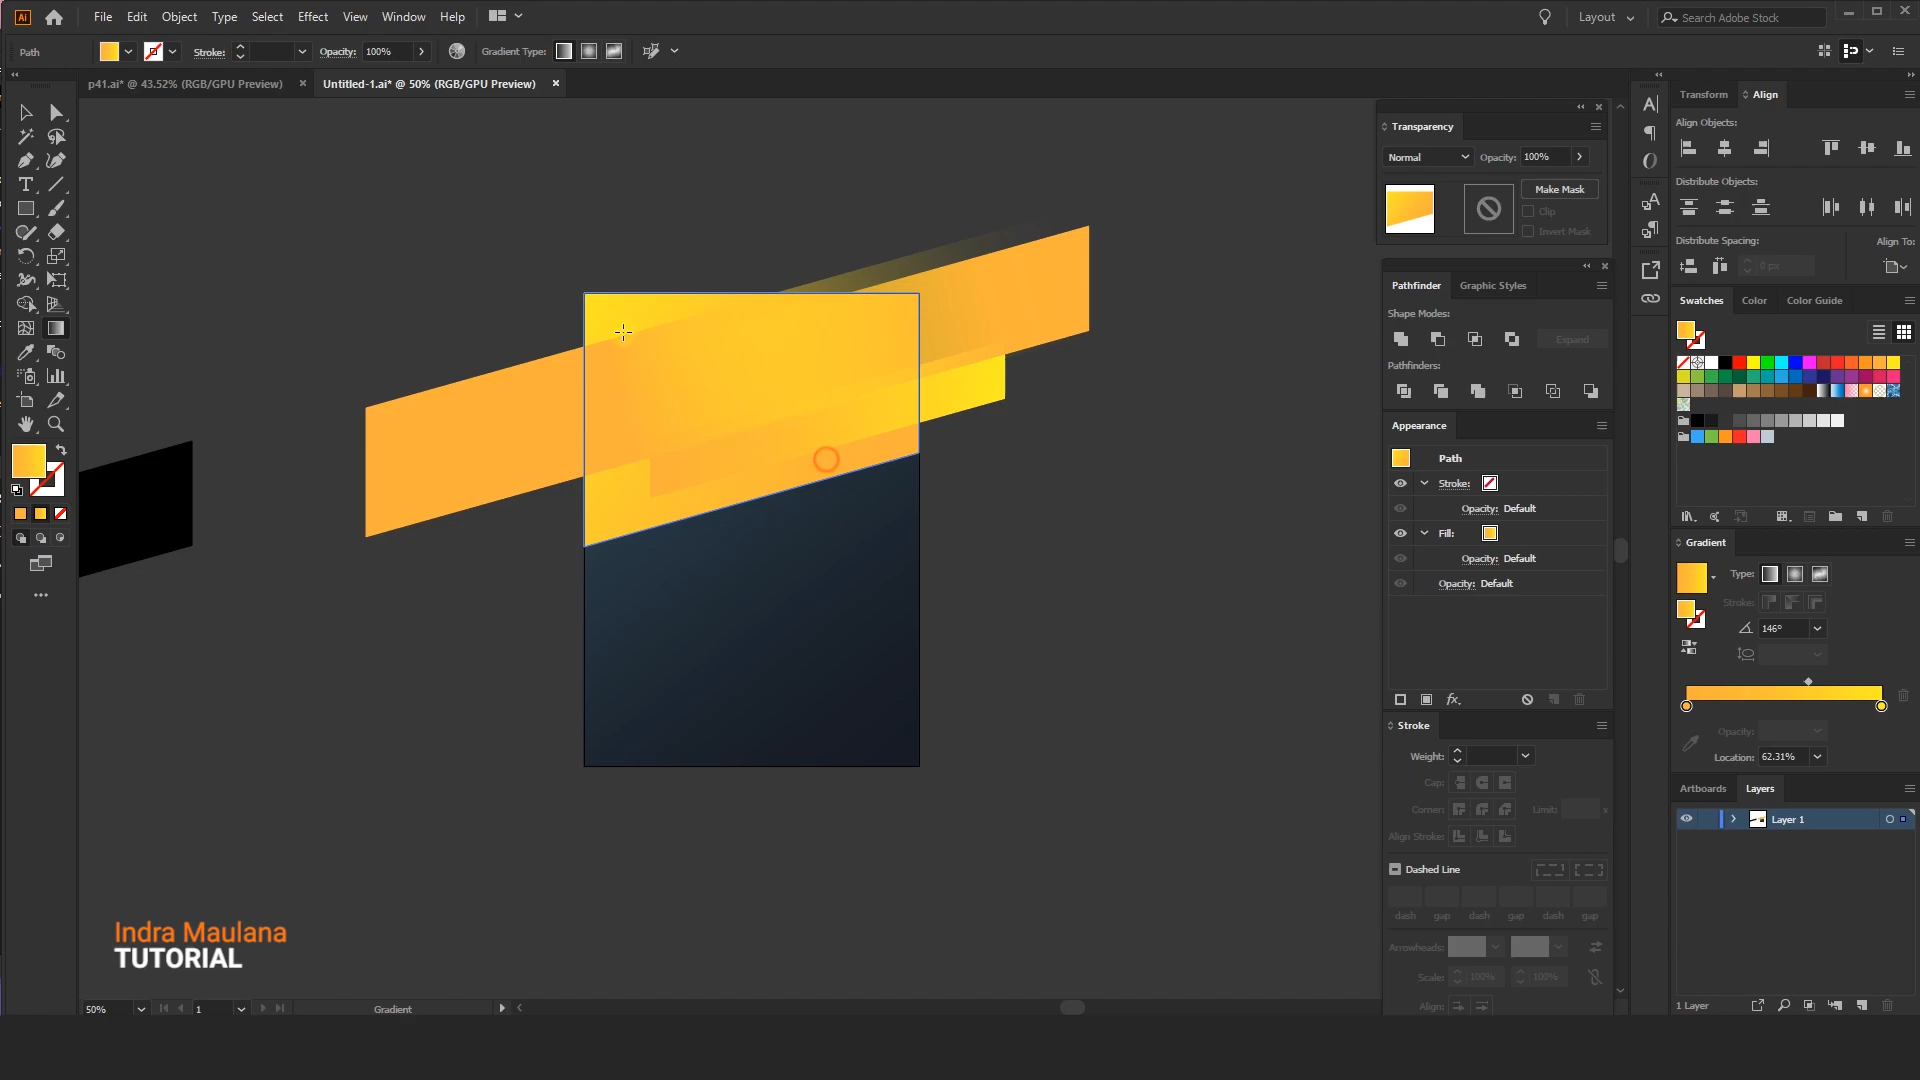 Ai File Edit Object Type Select Effect View Window Help Layout Search Adobe Stock
Path Stroke: Opacity: 100% Gradient Type:
p41.ai* @ 43.52% (RGB/GPU Preview) Untitled-1.ai* @ 50% (RGB/GPU Preview)
Transparency
Normal Opacity: 100%
Make Mask
Clip
Invert Mask
Pathfinder Graphic Styles
Shape Modes:
Expand
Pathfinders:
Appearance
Path
Stroke:
Opacity: Default
Fill:
Opacity: Default
Opacity: Default
fx
Stroke
Weight:
Cap:
Corner: Limit: x
Align Stroke:
Dashed Line
dash gap dash gap dash gap
Arrowheads:
Scale: 100% 100%
Align:
Transform Align
Align Objects:
Distribute Objects:
Distribute Spacing: Align To:
0 px
Swatches Color Color Guide
Gradient
Type:
Stroke:
146°
Opacity:
Location: 62.31%
Artboards Layers
Layer 1
1 Layer
Indra Maulana
TUTORIAL
50% 1 Gradient